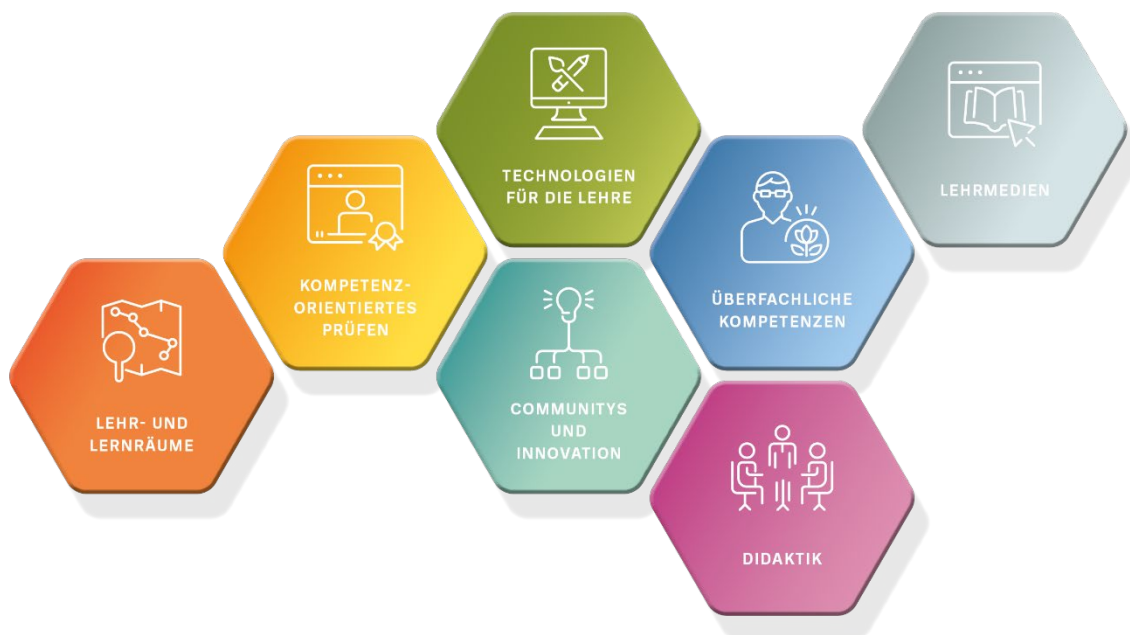 TECHNOLOGIEN
FÜR DIE LEHRE
LEHRMEDIEN
KOMPETENZ-
ORIENTIERTES
PRÜFEN
ÜBERFACHLICHE
KOMPETENZEN
LEHR- UND
LERNRÄUME
COMMUNITYS
UND
INNOVATION
DIDAKTIK